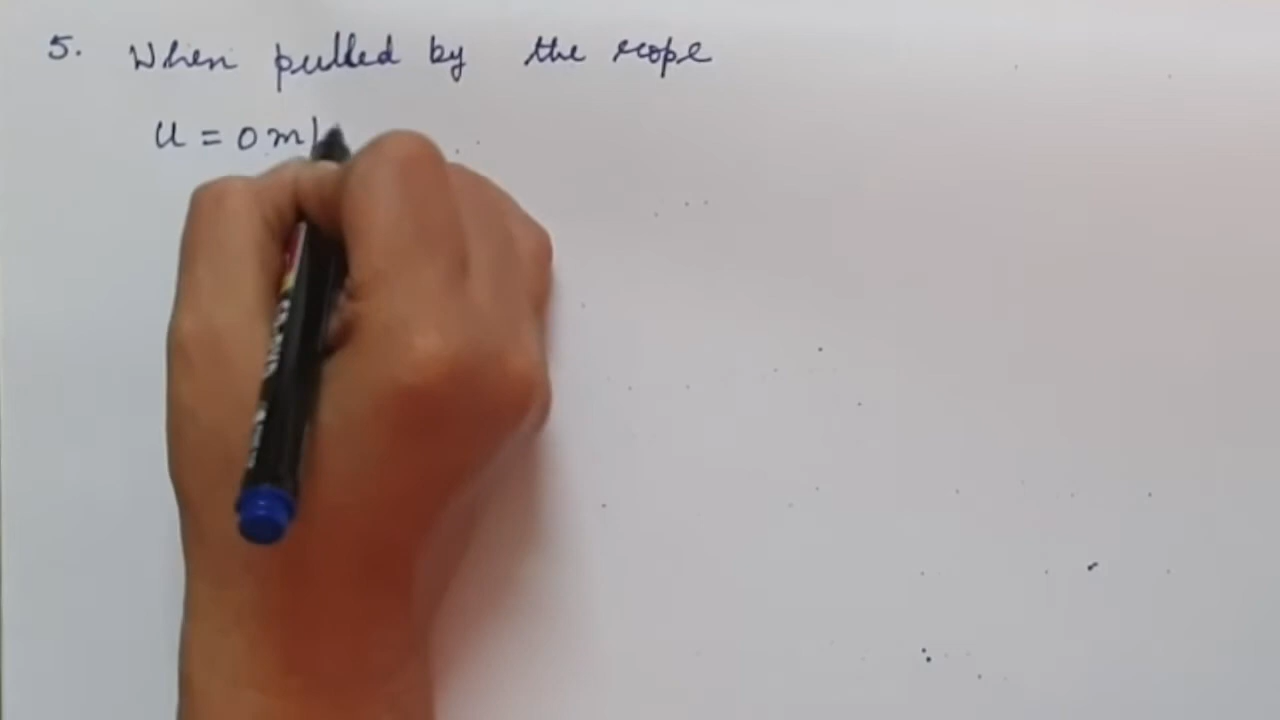 5. When pulled by the rope
u = 0 m/